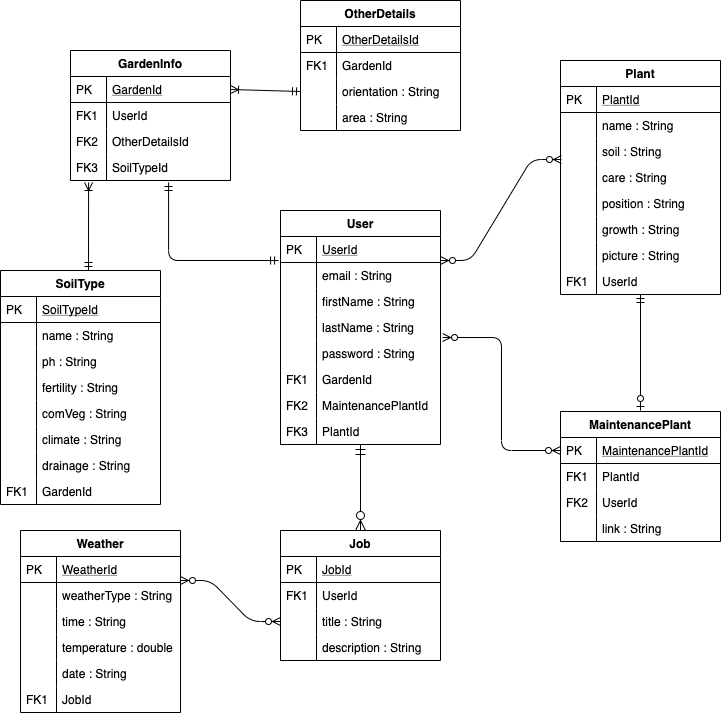 OtherDetails
PK OtherDetailsId
FK1 GardenId
orientation : String
area : String
GardenInfo
PK GardenId
FK1 UserId
FK2 OtherDetailsId
FK3 SoilTypeId
Plant
PK PlantId
name : String
soil : String
care : String
position : String
growth : String
picture : String
FK1 UserId
User
PK UserId
email : String
firstName : String
lastName : String
password : String
FK1 GardenId
FK2 MaintenancePlantId
FK3 PlantId
SoilType
PK SoilTypeId
name : String
ph : String
fertility : String
comVeg : String
climate : String
drainage : String
FK1 GardenId
MaintenancePlant
PK MaintenancePlantId
FK1 PlantId
FK2 UserId
link : String
Weather
PK WeatherId
weatherType : String
time : String
temperature : double
date : String
FK1 JobId
Job
PK JobId
FK1 UserId
title : String
description : String